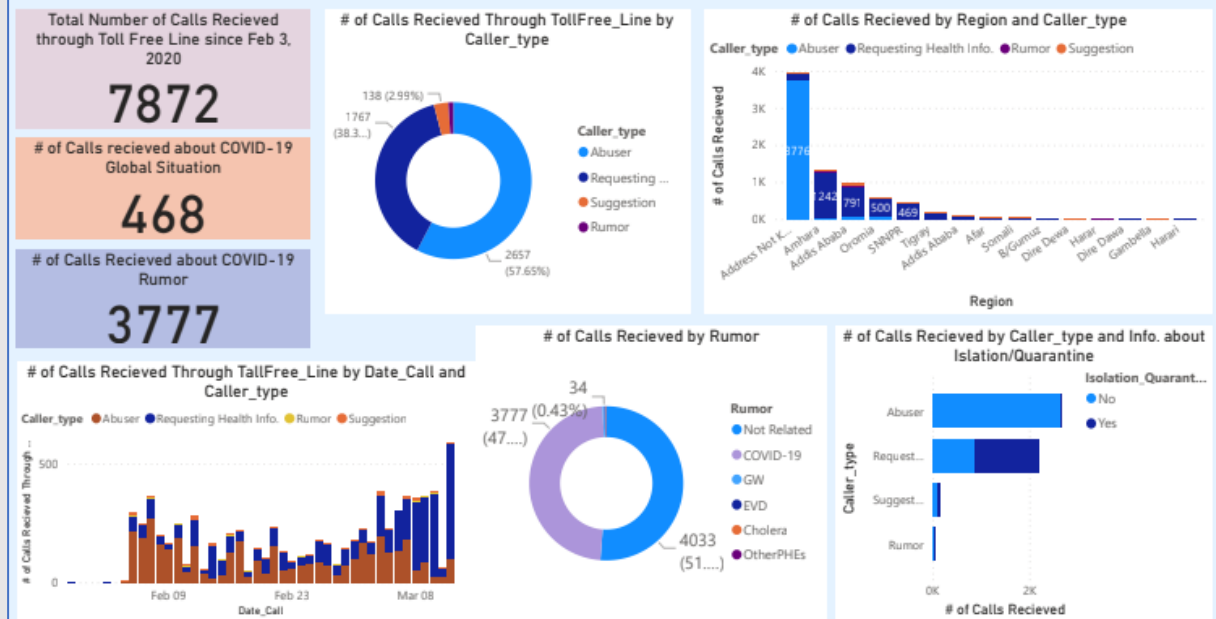 Total Number of Calls Recieved
through Toll Free Line since Feb 3,
2020
7872
# of Calls recieved about COVID-19
Global Situation
468
# of Calls Recieved about COVID-19
Rumor
3777
# of Calls Recieved Through TollFree_Line by
Caller_type
138 (2.99%)
1767
(38.3...)
2657
(57.65%)
Caller_type
Abuser
Requesting ...
Suggestion
Rumor
# of Calls Recieved by Region and Caller_type
Caller_type Abuser Requesting Health Info. Rumor Suggestion
# of Calls Recieved
4K
3K
2K
1K
0K
3776
1242
791
500
469
Address Not K...
Amhara
Addis Ababa
Oromia
SNNPR
Tigray
Addis Ababa
Afar
Somali
B/Gumuz
Dire Dewa
Harar
Dire Dawa
Gambella
Harari
Region
# of Calls Recieved Through TallFree_Line by Date_Call and
Caller_type
Caller_type Abuser Requesting Health Info. Rumor Suggestion
# of Calls Recieved Through ...
500
0
Feb 09 Feb 23 Mar 08
Date_Call
# of Calls Recieved by Rumor
34
(0.43%)
3777
(47....)
4033
(51....)
Rumor
Not Related
COVID-19
GW
EVD
Cholera
OtherPHEs
# of Calls Recieved by Caller_type and Info. about
Islation/Quarantine
Isolation_Quarant...
No
Yes
Caller_type
Abuser
Request...
Suggest...
Rumor
0K 2K
# of Calls Recieved